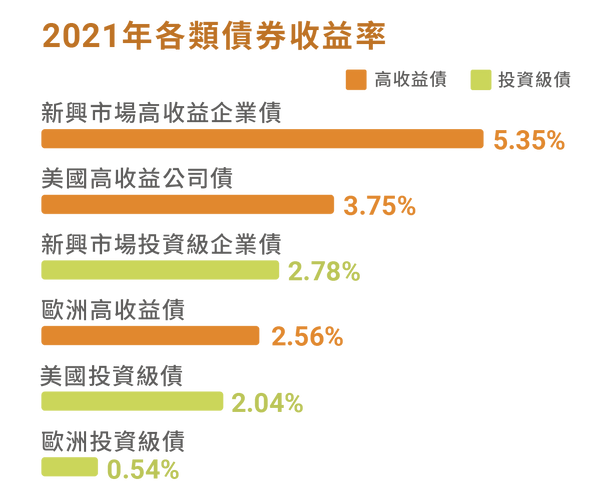 2021年各類債券收益率
高收益債 投資級債
新興市場高收益企業債
5.35%
美國高收益公司債
3.75%
新興市場投資級企業債
2.78%
歐洲高收益債
2.56%
美國投資級債
2.04%
歐洲投資級債
0.54%